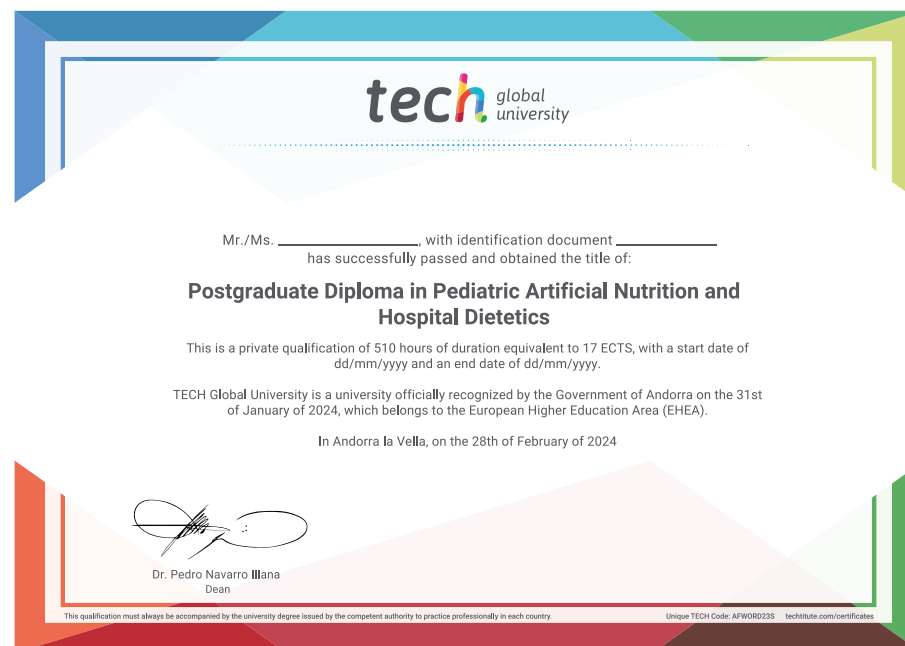 tech global
university
Mr./Ms. ____________, with identification document ____________
has successfully passed and obtained the title of:
Postgraduate Diploma in Pediatric Artificial Nutrition and
Hospital Dietetics
This is a private qualification of 510 hours of duration equivalent to 17 ECTS, with a start date of
dd/mm/yyyy and an end date of dd/mm/yyyy.
TECH Global University is a university officially recognized by the Government of Andorra on the 31st
of January of 2024, which belongs to the European Higher Education Area (EHEA).
In Andorra la Vella, on the 28th of February of 2024
Dr. Pedro Navarro Illana
Dean
This qualification must always be accompanied by the university degree issued by the competent authority to practice professionally in each country.
Unique TECH Code: AFWORD23S techtitute.com/certificates